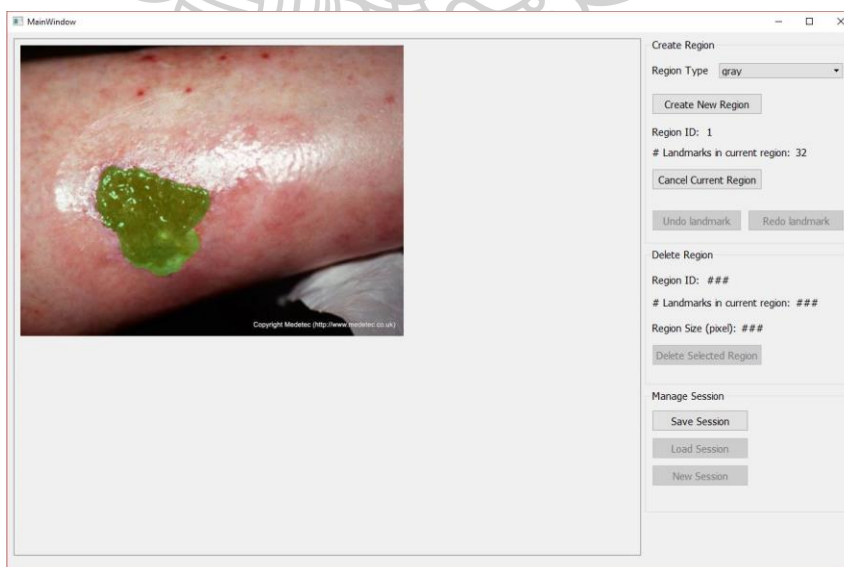 MainWindow
Create Region
Region Type gray
Create New Region
Region ID: 1
# Landmarks in current region: 32
Cancel Current Region
Undo landmark Redo landmark
Delete Region
Region ID: ###
# Landmarks in current region: ###
Region Size (pixel): ###
Delete Selected Region
Manage Session
Save Session
Load Session
New Session
Copyright Medetec (http://www.medetec.co.uk)